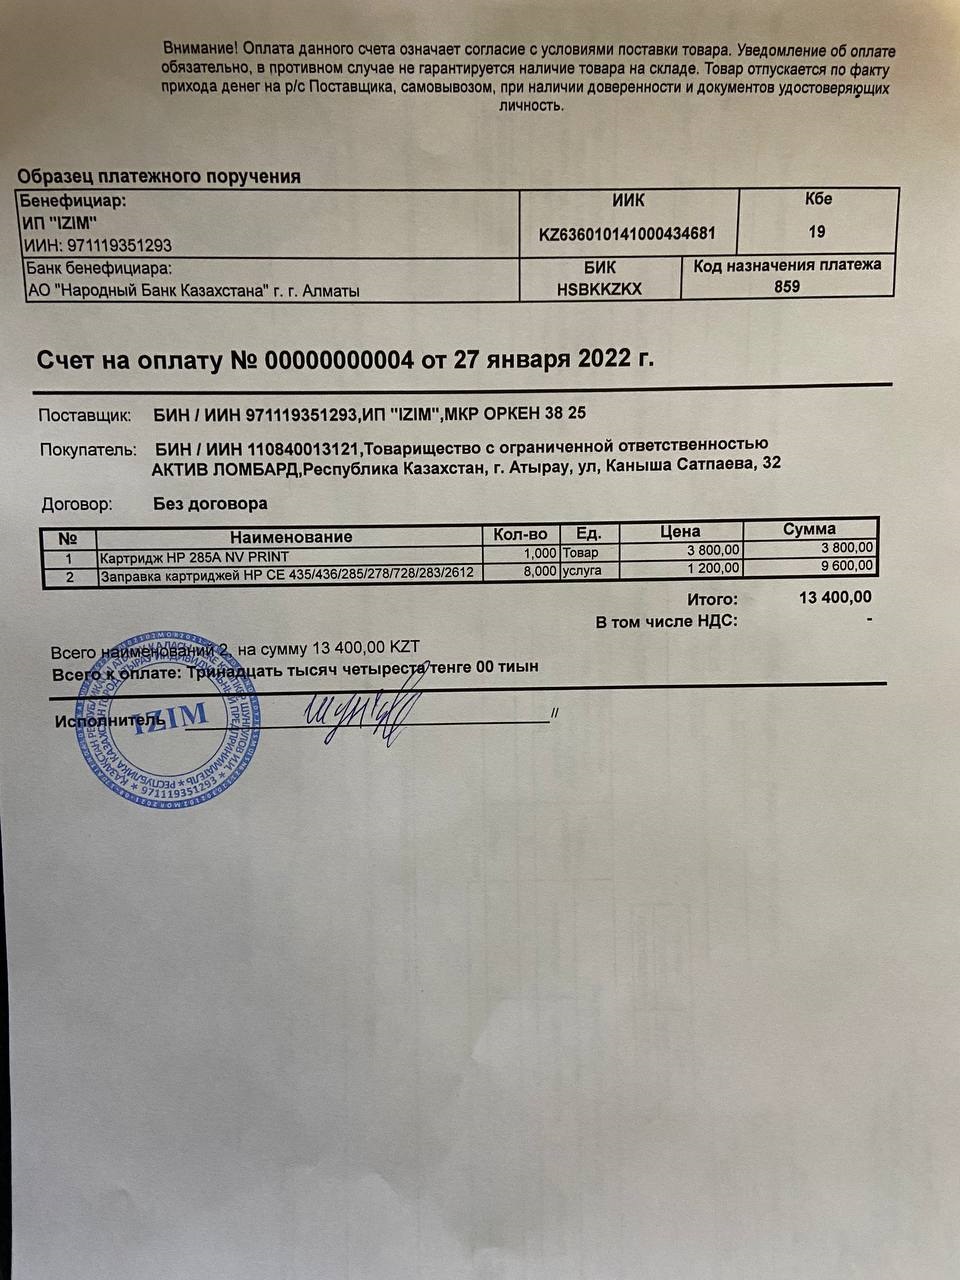 Внимание! Оплата данного счета означает согласие с условиями поставки товара. Уведомление об оплате
обязательно, в противном случае не гарантируется наличие товара на складе. Товар отпускается по факту
прихода денег на р/с Поставщика, самовывозом, при наличии доверенности и документов удостоверяющих
личность.
Образец платежного поручения
Бенефициар: ИИК Кбе
ИП "IZIM"
ИИН: 971119351293 KZ636010141000434681 19
Банк бенефициара: БИК Код назначения платежа
АО "Народный Банк Казахстана" г. г. Алматы HSBKKZKX 859
Счет на оплату № 00000000004 от 27 января 2022 г.
Поставщик: БИН / ИИН 971119351293,ИП "IZIM",МКР ОРКЕН 38 25
Покупатель: БИН / ИИН 110840013121,Товарищество с ограниченной ответственностью
АКТИВ ЛОМБАРД,Республика Казахстан, г. Атырау, ул, Каныша Сатпаева, 32
Договор: Без договора
№ Наименование Кол-во Ед. Цена Сумма
1 Картридж HP 285A NV PRINT 1,000 Товар 3 800,00 3 800,00
2 Заправка картриджей HP CE 435/436/285/278/728/283/2612 8,000 услуга 1 200,00 9 600,00
Итого: 13 400,00
В том числе НДС: -
Всего наименований 2, на сумму 13 400,00 KZT
Всего к оплате: Тринадцать тысяч четыреста тенге 00 тиын
Исполнитель //
IZIM
ИНДИВИДУАЛЬНЫЙ ПРЕДПРИНИМАТЕЛЬ * РЕСПУБЛИКА КАЗАХСТАН ГОРОД АТЫРАУ
* 971119351293 *